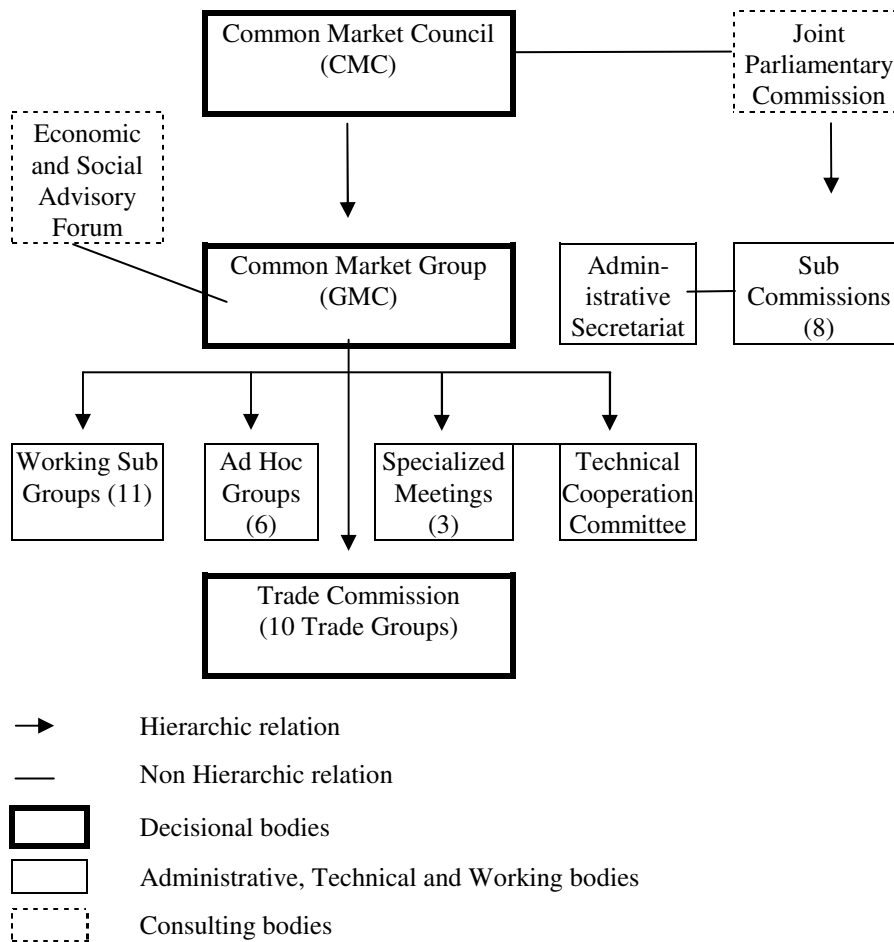 Common Market Council
(CMC)
Joint
Parliamentary
Commission
Economic
and Social
Advisory
Forum
Common Market Group
(GMC)
Admin-
istrative
Secretariat
Sub
Commissions
(8)
Working Sub
Groups (11)
Ad Hoc
Groups
(6)
Specialized
Meetings
(3)
Technical
Cooperation
Committee
Trade Commission
(10 Trade Groups)
Hierarchic relation
Non Hierarchic relation
Decisional bodies
Administrative, Technical and Working bodies
Consulting bodies